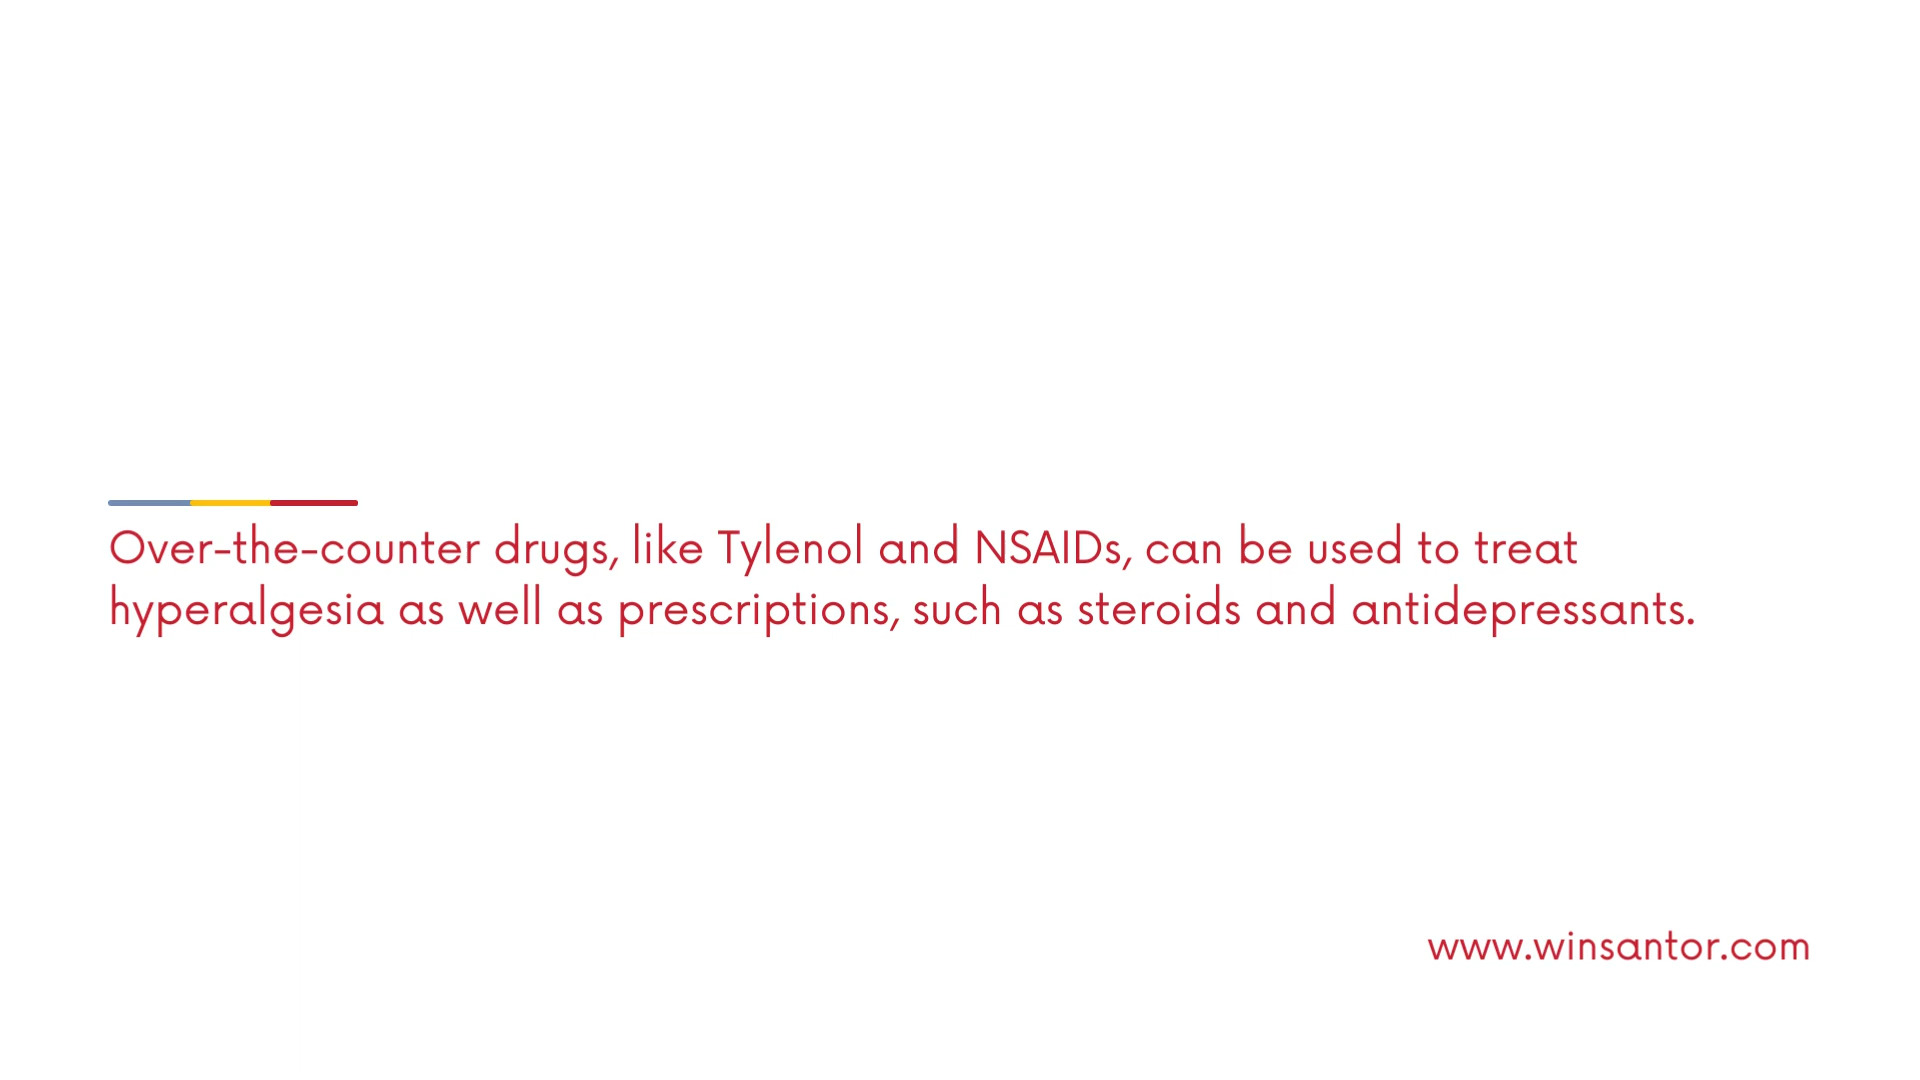 Over-the-counter drugs, like Tylenol and NSAIDs, can be used to treat
hyperalgesia as well as prescriptions, such as steroids and antidepressants.
www.winsantor.com